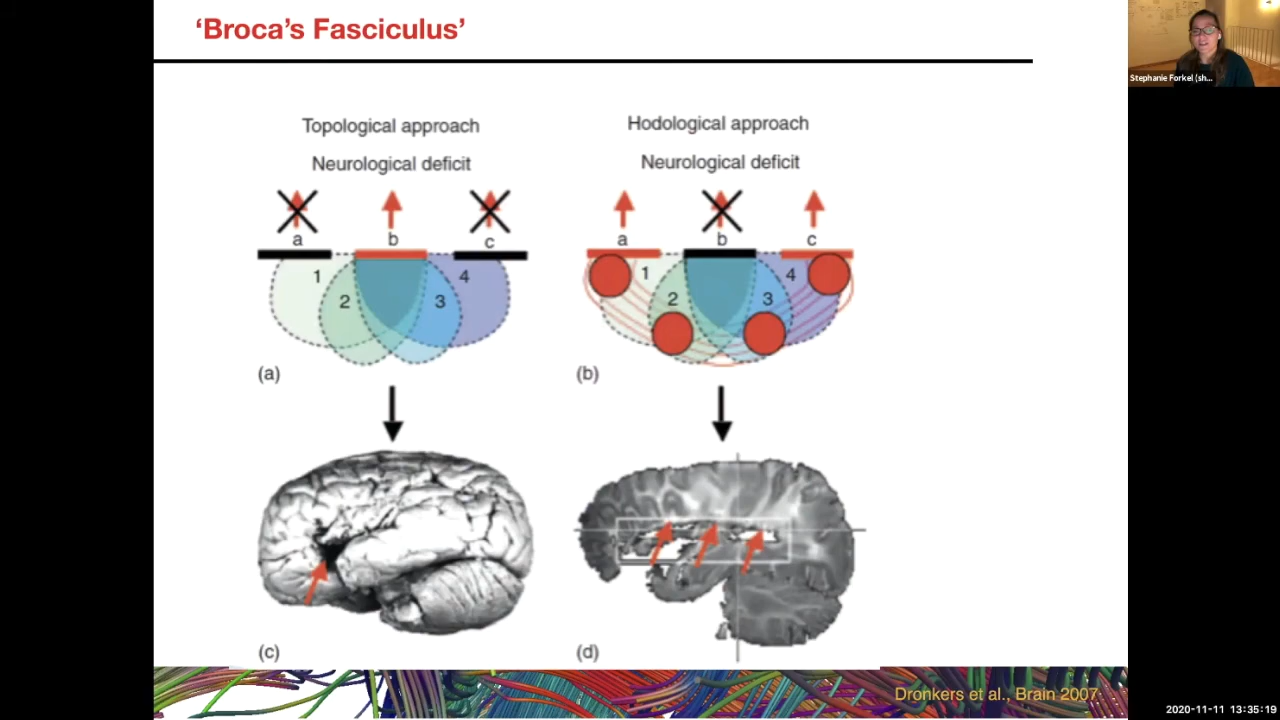 ‘Broca’s Fasciculus’
Stephanie Forkel (sh...
Topological approach
Neurological deficit
a
b
c
1
2
3
4
(a)
Hodological approach
Neurological deficit
a
b
c
1
2
3
4
(b)
(c)
(d)
Dronkers et al., Brain 2007
2020-11-11 13:35:19